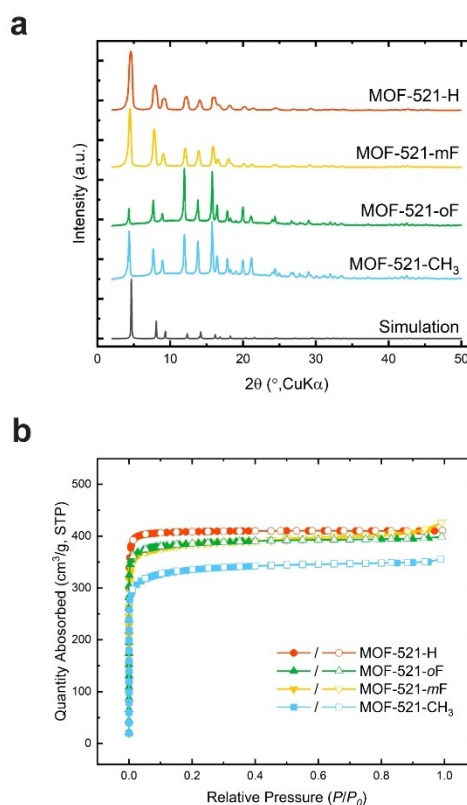 a
MOF-521-H
MOF-521-mF
MOF-521-oF
MOF-521-CH₃
Simulation
Intensity (a.u.)
0 10 20 30 40 50
2θ (°,CuKα)
b
500
400
300
200
100
0
Quantity Abosorbed (cm³/g, STP)
/ MOF-521-H
/ MOF-521-oF
/ MOF-521-mF
/ MOF-521-CH₃
0.0 0.2 0.4 0.6 0.8 1.0
Relative Pressure (P/P₀)